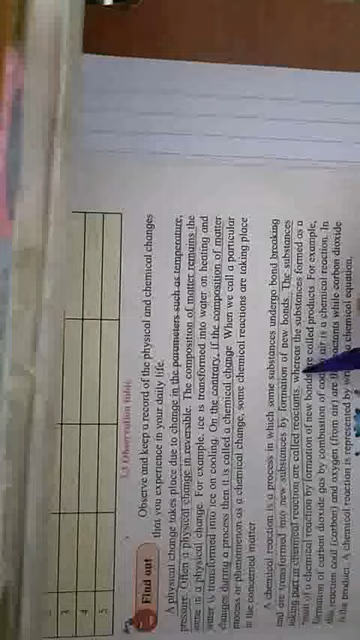 3
4
5
3.3 Observation table
Find out
Observe and keep a record of the physical and chemical changes
that you experience in your daily life.
A physical change takes place due to change in the parameters such as temperature,
pressure. Often a physical change in reversible. The composition of matter remains the
same in a physical change. For example, ice is transformed into water on heating and
water is transformed into ice on cooling. On the contrary, if the composition of matter
changes during a process then it is called a chemical change. When we call a particular
process or phenomenon as a chemical change, some chemical reactions are taking place
in the concerned matter.
A chemical reaction is a process in which some substances undergo bond breaking
and are transformed into new substances by formation of new bonds. The substances
taking part in chemical reaction are called reactants, whereas the substances formed as a
result of a chemical reaction by formation of new bonds are called products. For example,
formation of carbon dioxide gas by combustion of coal in air is a chemical reaction. In
this reaction coal (carbon) and oxygen (from air) are reactants while carbon dioxide
is the product. A chemical reaction is represented by a chemical equation.